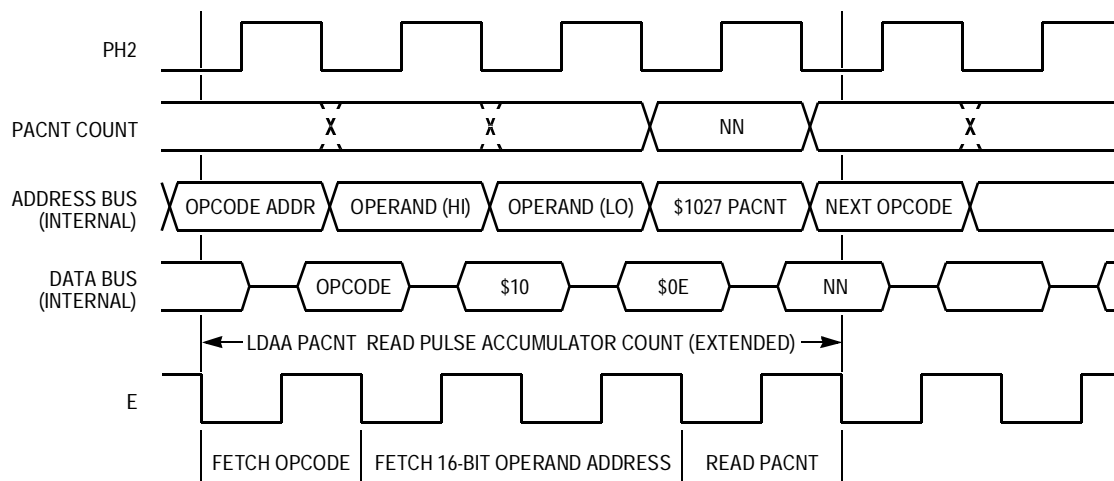 PH2
PACNT COUNT
NN
ADDRESS BUS
(INTERNAL)
OPCODE ADDR
OPERAND (HI)
OPERAND (LO)
$1027 PACNT
NEXT OPCODE
DATA BUS
(INTERNAL)
OPCODE
$10
$0E
NN
LDAA PACNT READ PULSE ACCUMULATOR COUNT (EXTENDED)
E
FETCH OPCODE
FETCH 16-BIT OPERAND ADDRESS
READ PACNT